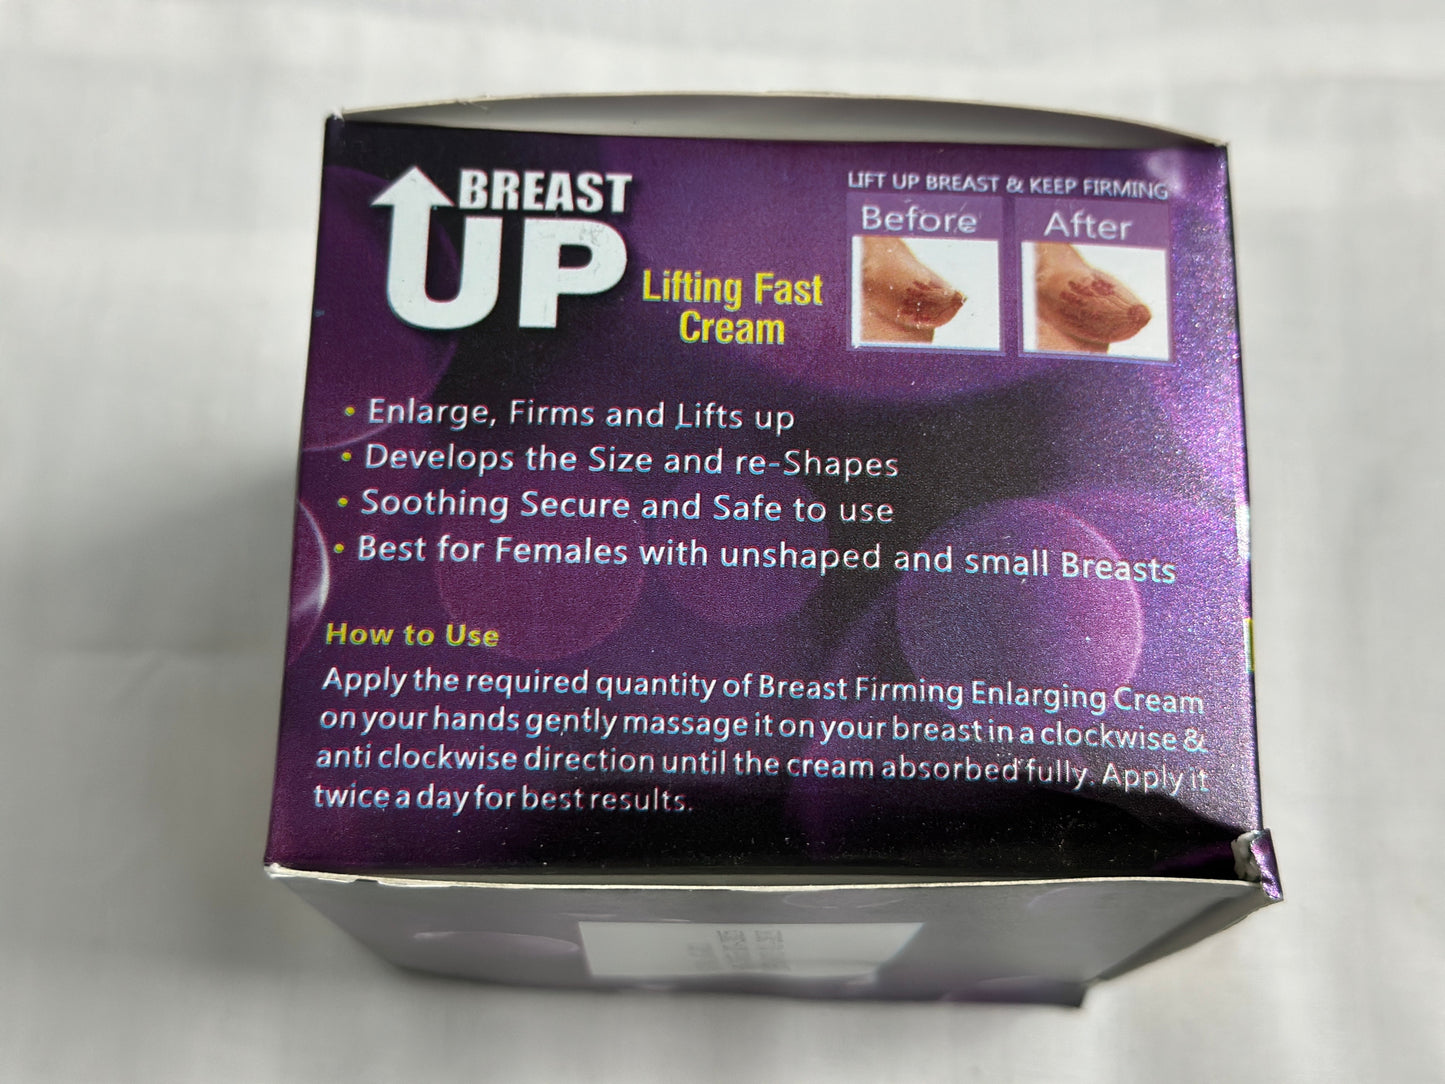 BREAST
UP
Lifting Fast
Cream
LIFT UP BREAST & KEEP FIRMING
Before
After
• Enlarge, Firms and Lifts up
• Develops the Size and re-Shapes
• Soothing Secure and Safe to use
• Best for Females with unshaped and small Breasts
How to Use
Apply the required quantity of Breast Firming Enlarging Cream
on your hands gently massage it on your breast in a clockwise &
anti clockwise direction until the cream absorbed fully. Apply it
twice a day for best results.